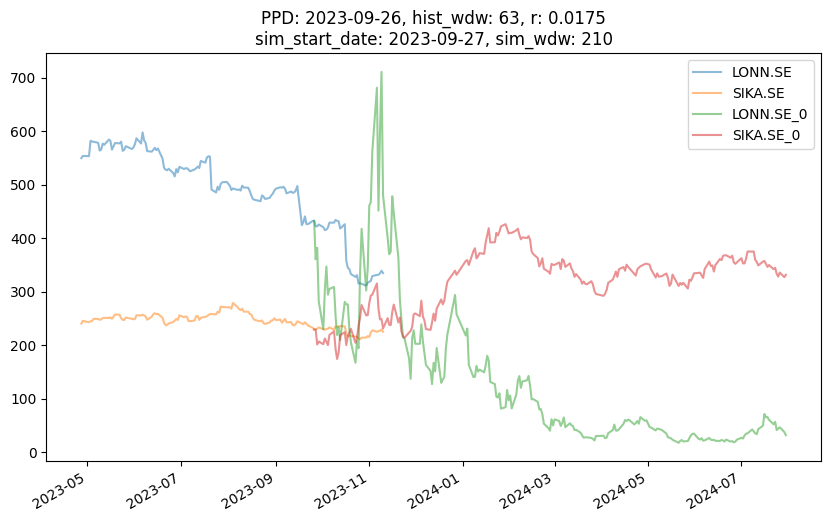 PPD: 2023-09-26, hist_wdw: 63, r: 0.0175
sim_start_date: 2023-09-27, sim_wdw: 210
LONN.SE
SIKA.SE
LONN.SE_0
SIKA.SE_0
700
600
500
400
300
200
100
0
2023-05
2023-07
2023-09
2023-11
2024-01
2024-03
2024-05
2024-07